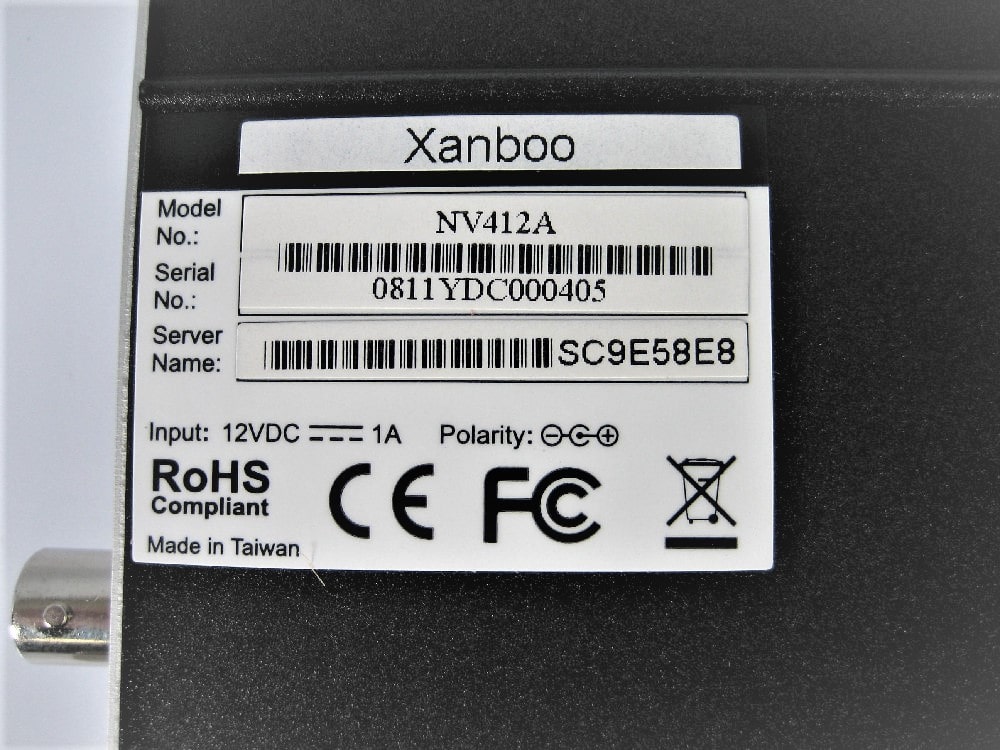 Xanboo
Model No.: NV412A
Serial No.: 0811YDC000405
Server Name: SC9E58E8
Input: 12VDC 1A Polarity:
RoHS
Compliant
CE FC
Made in Taiwan